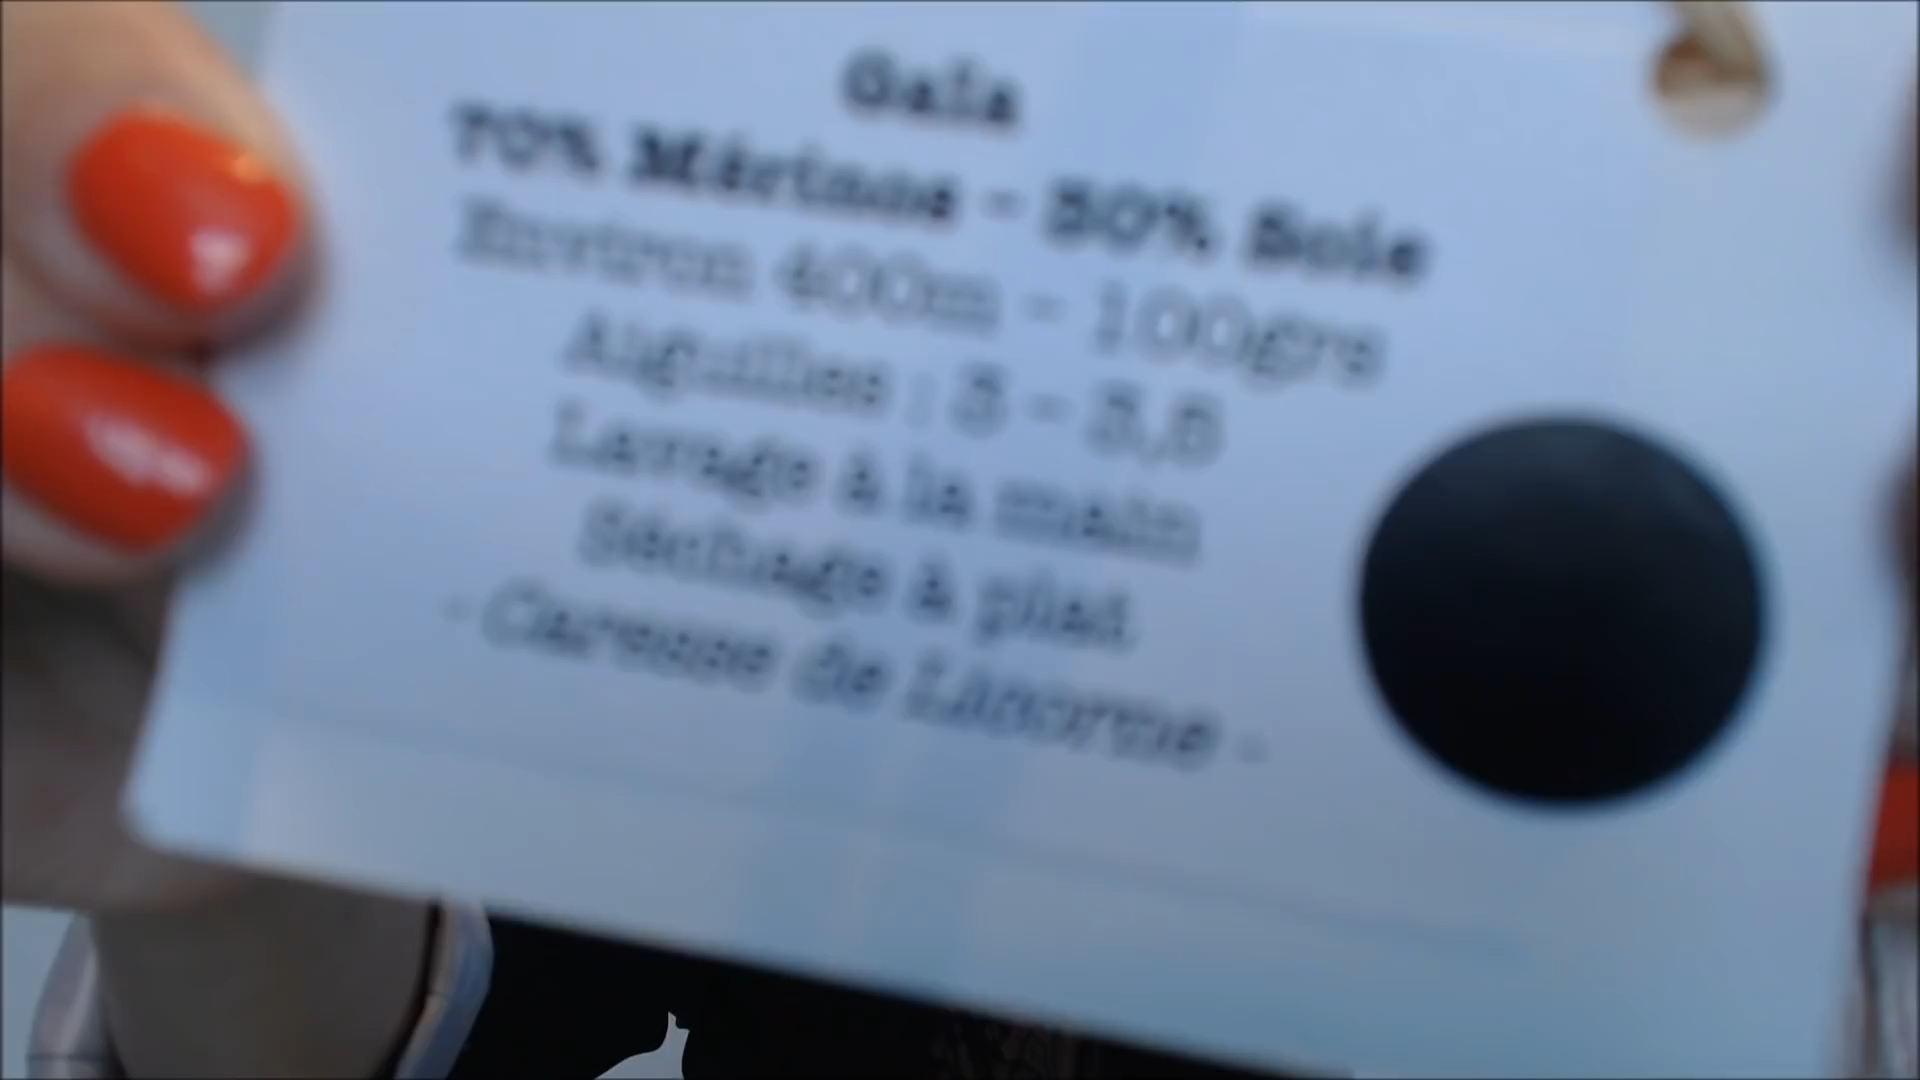 Gaïa
70% Mérinos - 30% Soie
Environ 400m - 100grs
Aiguilles : 3 - 3,5
Lavage à la main
Séchage à plat
- Caresse de Licorne -